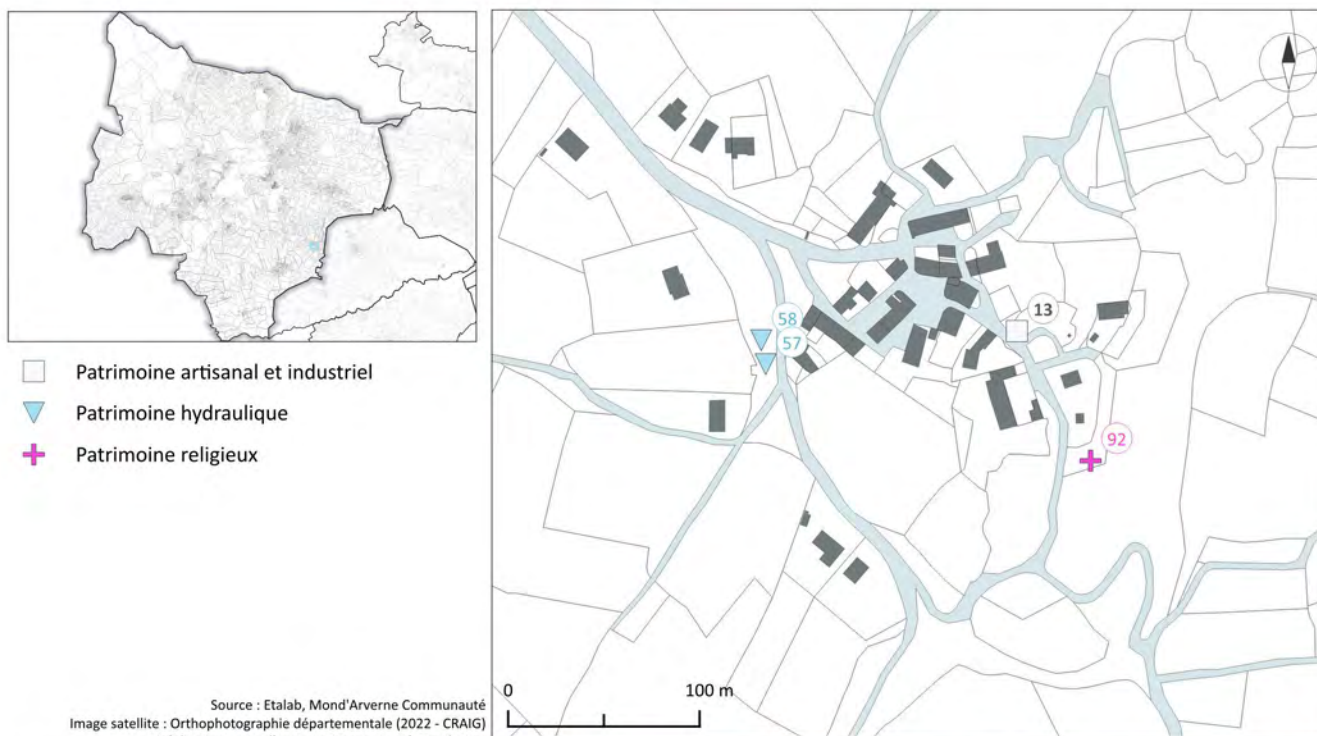 Patrimoine artisanal et industriel
Patrimoine hydraulique
Patrimoine religieux
Source : Etalab, Mond'Arverne Communauté
Image satellite : Orthophotographie départementale (2022 - CRAIG)
58
57
13
92
0
100 m